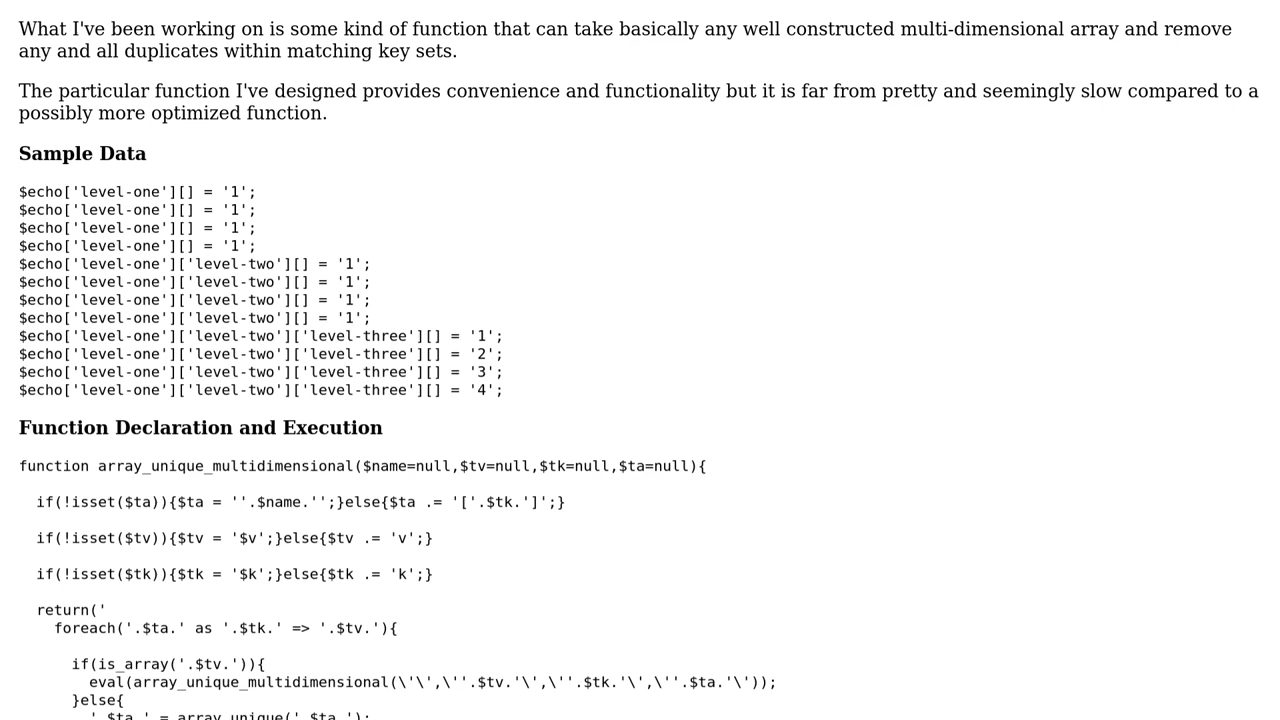 What I've been working on is some kind of function that can take basically any well constructed multi-dimensional array and remove
any and all duplicates within matching key sets.
The particular function I've designed provides convenience and functionality but it is far from pretty and seemingly slow compared to a
possibly more optimized function.
Sample Data
$echo['level-one'][] = '1';
$echo['level-one'][] = '1';
$echo['level-one'][] = '1';
$echo['level-one'][] = '1';
$echo['level-one']['level-two'][] = '1';
$echo['level-one']['level-two'][] = '1';
$echo['level-one']['level-two'][] = '1';
$echo['level-one']['level-two'][] = '1';
$echo['level-one']['level-two']['level-three'][] = '1';
$echo['level-one']['level-two']['level-three'][] = '2';
$echo['level-one']['level-two']['level-three'][] = '3';
$echo['level-one']['level-two']['level-three'][] = '4';
Function Declaration and Execution
function array_unique_multidimensional($name=null,$tv=null,$tk=null,$ta=null){
if(!isset($ta)){$ta = ''.$name.'';}else{$ta .= '['.$tk.']';}
if(!isset($tv)){$tv = '$v';}else{$tv .= 'v';}
if(!isset($tk)){$tk = '$k';}else{$tk .= 'k';}
return('
foreach('.$ta.' as '.$tk.' => '.$tv.'){
if(is_array('.$tv.')){
eval(array_unique_multidimensional(\'\',\''.$tv.'\',\''.$tk.'\',\''.$ta.'\'));
}else{
'.$ta.' = array_unique('.$ta.');